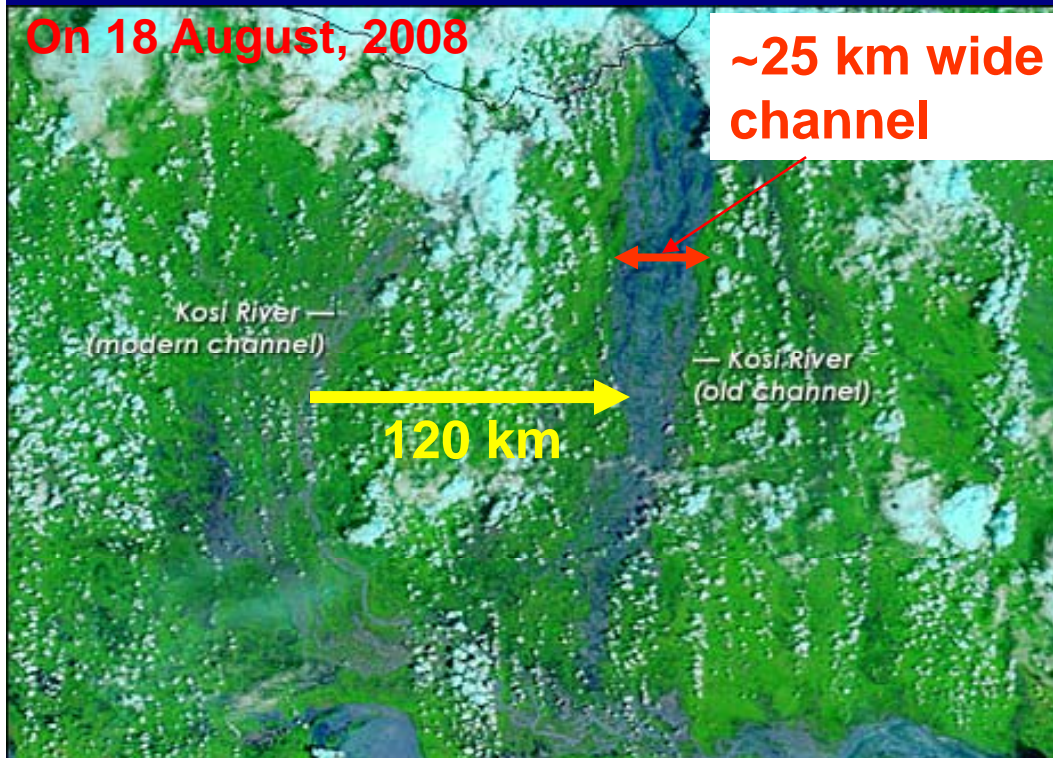 On 18 August, 2008
~25 km wide
channel
Kosi River —
(modern channel)
— Kosi River
(old channel)
120 km